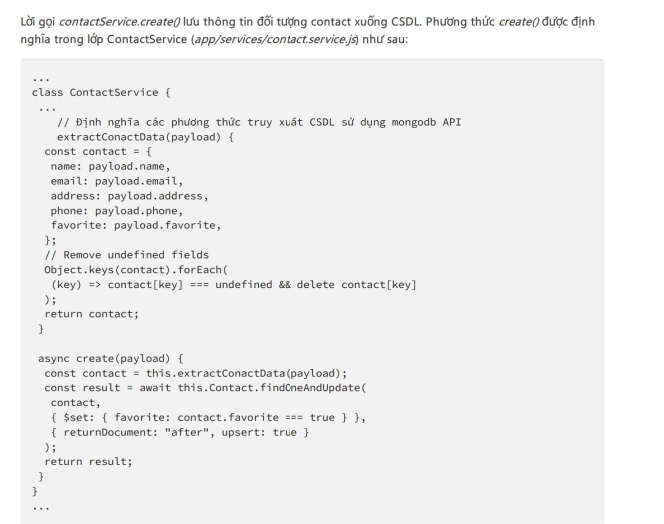 Lời gọi contactService.create() lưu thông tin đối tượng contact xuống CSDL. Phương thức create() được định
nghĩa trong lớp ContactService (app/services/contact.service.js) như sau:
...
class ContactService {
...
// Định nghĩa các phương thức truy xuất CSDL sử dụng mongodb API
extractConactData(payload) {
const contact = {
name: payload.name,
email: payload.email,
address: payload.address,
phone: payload.phone,
favorite: payload.favorite,
};
// Remove undefined fields
Object.keys(contact).forEach(
(key) => contact[key] === undefined && delete contact[key]
);
return contact;
}
async create(payload) {
const contact = this.extractConactData(payload);
const result = await this.Contact.findOneAndUpdate(
contact,
{ $set: { favorite: contact.favorite === true } },
{ returnDocument: "after", upsert: true }
);
return result;
}
}
...